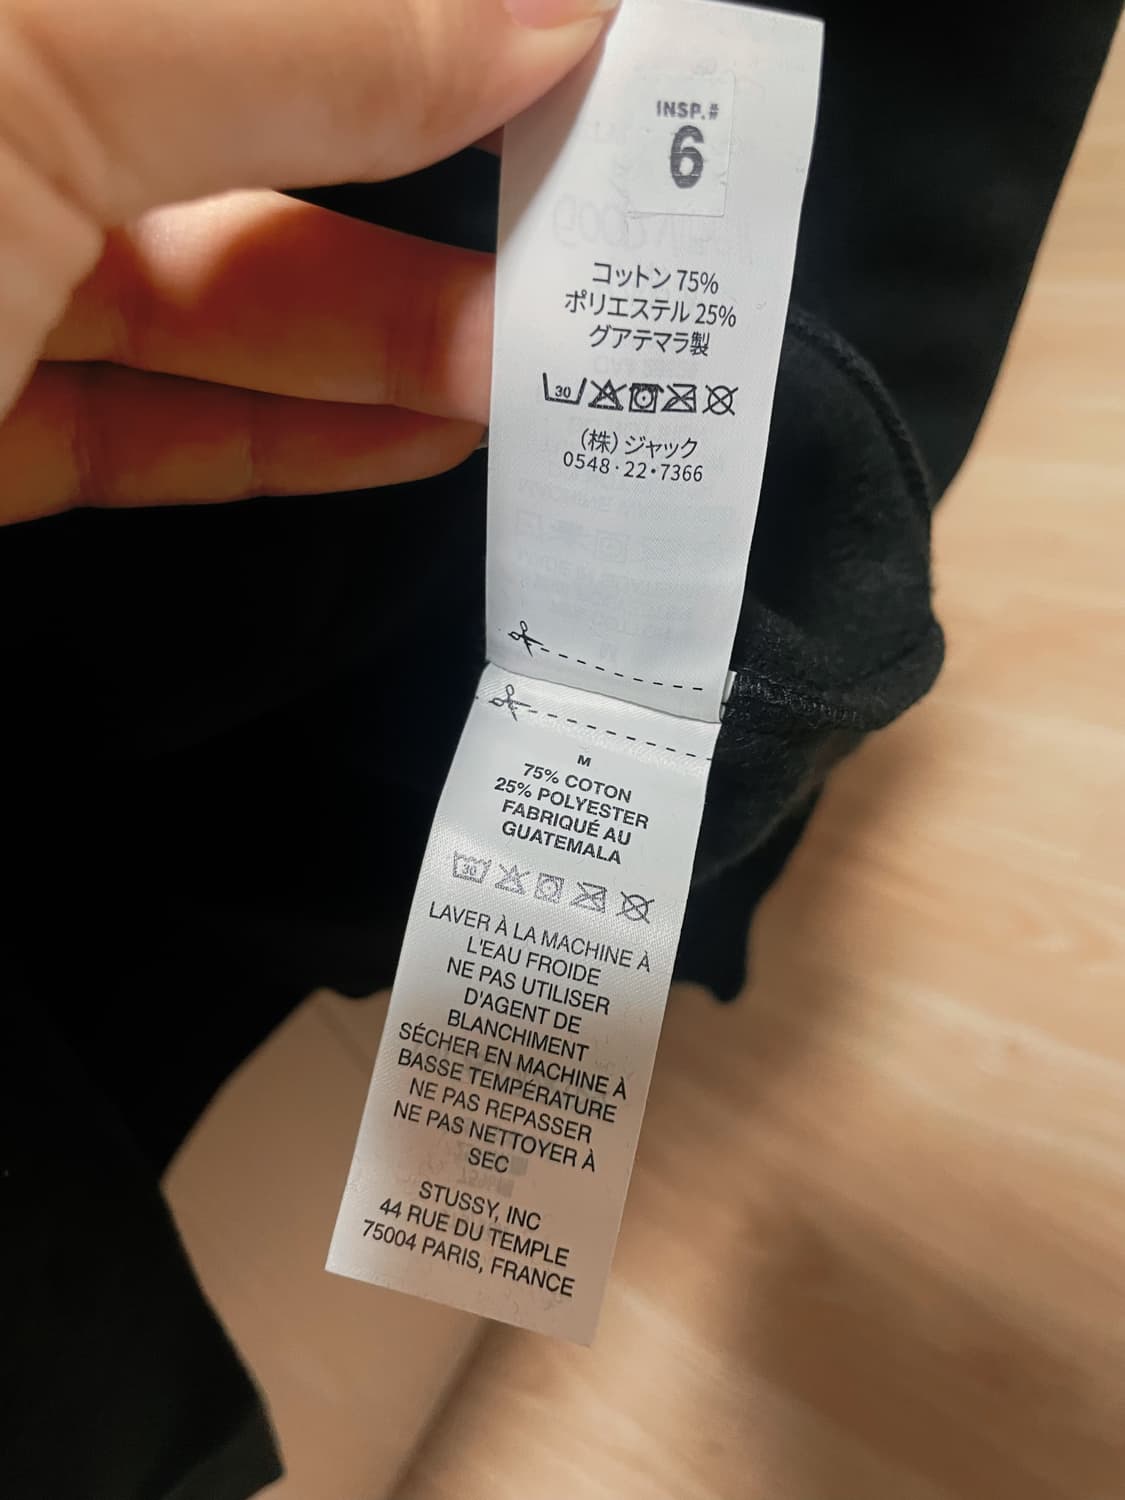 INSP.#
6
コットン 75%
ポリエステル 25%
グアテマラ製
30
(株)ジャック
0548・22・7366
M
75% COTON
25% POLYESTER
FABRIQUÉ AU
GUATEMALA
30
LAVER À LA MACHINE À
L'EAU FROIDE
NE PAS UTILISER
D'AGENT DE
BLANCHIMENT
SÉCHER EN MACHINE À
BASSE TEMPÉRATURE
NE PAS REPASSER
NE PAS NETTOYER À
SEC
STUSSY, INC
44 RUE DU TEMPLE
75004 PARIS, FRANCE